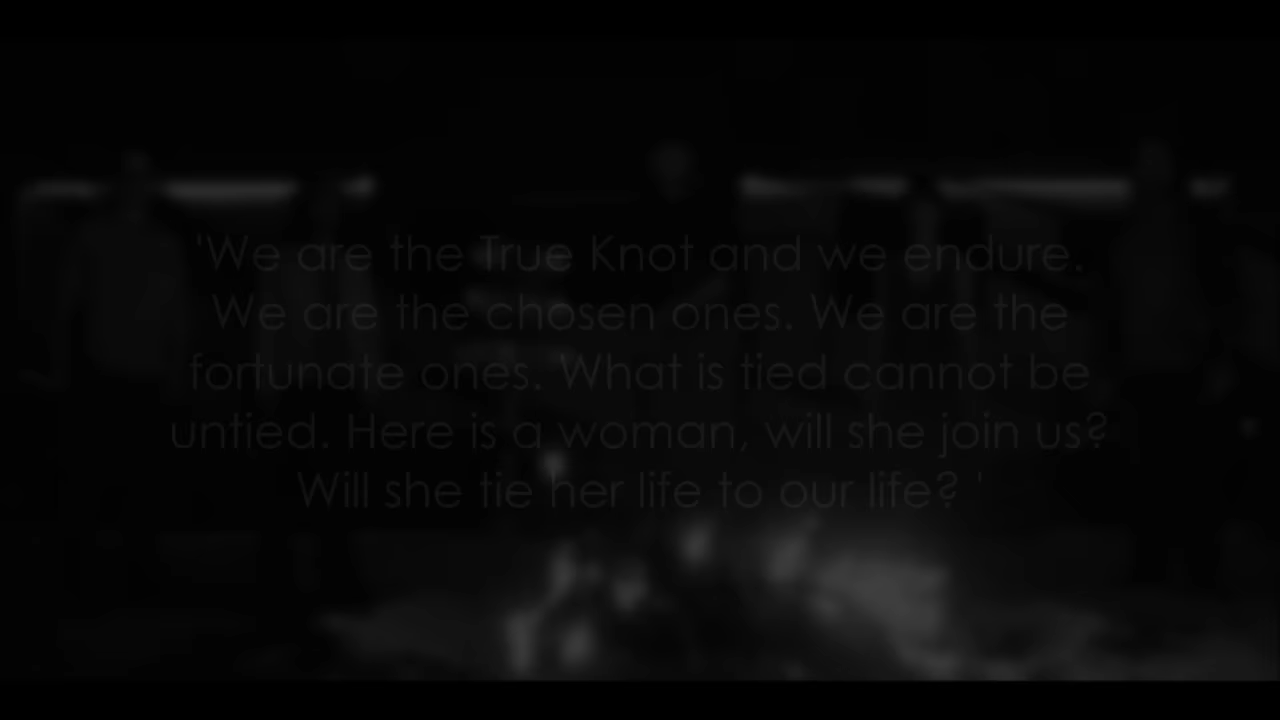 'We are the True Knot and we endure.
We are the chosen ones. We are the
fortunate ones. What is tied cannot be
untied. Here is a woman, will she join us?
Will she tie her life to our life? '